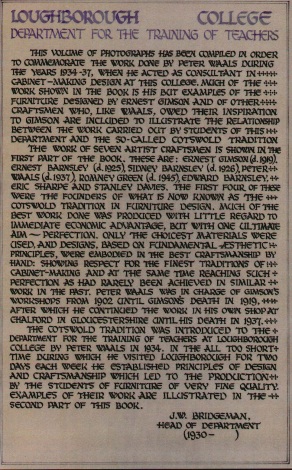 LOUGHBOROUGH COLLEGE
DEPARTMENT FOR THE TRAINING OF TEACHERS
THIS VOLUME OF PHOTOGRAPHS HAS BEEN COMPILED IN ORDER
TO COMMEMORATE THE WORK DONE BY PETER WAALS DURING
THE YEARS 1934-37, WHEN HE ACTED AS CONSULTANT IN
CABINET-MAKING DESIGN AT THIS COLLEGE. MUCH OF THE
WORK SHOWN IN THE BOOK IS HIS BUT EXAMPLES OF THE
FURNITURE DESIGNED BY ERNEST GIMSON AND OF OTHER
CRAFTSMEN WHO, LIKE WAALS, OWED THEIR INSPIRATION
TO GIMSON ARE INCLUDED TO ILLUSTRATE THE RELATIONSHIP
BETWEEN THE WORK CARRIED OUT BY STUDENTS OF THIS
DEPARTMENT AND THE SO-CALLED COTSWOLD TRADITION
THE WORK OF SEVEN ARTIST CRAFTSMEN IS SHOWN IN THE
FIRST PART OF THE BOOK. THESE ARE: ERNEST GIMSON (d. 1919),
ERNEST BARNSLEY (d. 1925), SIDNEY BARNSLEY (d. 1926), PETER
WAALS (d. 1937), ROMNEY GREEN (d. 1945), EDWARD BARNSLEY,
ERIC SHARPE AND STANLEY DAVIES. THE FIRST FOUR OF THESE
WERE THE FOUNDERS OF WHAT IS NOW KNOWN AS THE
COTSWOLD TRADITION IN FURNITURE DESIGN. MUCH OF THE
BEST WORK DONE WAS PRODUCED WITH LITTLE REGARD TO
IMMEDIATE ECONOMIC ADVANTAGE, BUT WITH ONE ULTIMATE
AIM — PERFECTION. ONLY THE CHOICEST MATERIALS WERE
USED, AND DESIGNS, BASED ON FUNDAMENTAL ÆSTHETIC
PRINCIPLES, WERE EMBODIED IN THE BEST CRAFTSMANSHIP BY
HAND: SHOWING RESPECT FOR THE FINEST TRADITIONS OF
CABINET-MAKING AND AT THE SAME TIME REACHING SUCH
PERFECTION AS HAD RARELY BEEN ACHIEVED IN SIMILAR
WORK IN THE PAST. PETER WAALS WAS IN CHARGE OF GIMSON'S
WORKSHOPS FROM 1902 UNTIL GIMSON'S DEATH IN 1919,
AFTER WHICH HE CONTINUED THE WORK IN HIS OWN SHOP AT
CHALFORD IN GLOUCESTERSHIRE UNTIL HIS DEATH IN 1937.
THE COTSWOLD TRADITION WAS INTRODUCED TO THE
DEPARTMENT FOR THE TRAINING OF TEACHERS AT LOUGHBOROUGH
COLLEGE BY PETER WAALS IN 1934. IN THE ALL TOO SHORT
TIME DURING WHICH HE VISITED LOUGHBOROUGH FOR TWO
DAYS EACH WEEK HE ESTABLISHED PRINCIPLES OF DESIGN
AND CRAFTSMANSHIP WHICH LED TO THE PRODUCTION
BY THE STUDENTS OF FURNITURE OF VERY FINE QUALITY.
EXAMPLES OF THEIR WORK ARE ILLUSTRATED IN THE
SECOND PART OF THIS BOOK.
J.W. BRIDGEMAN,
HEAD OF DEPARTMENT
(1930- )